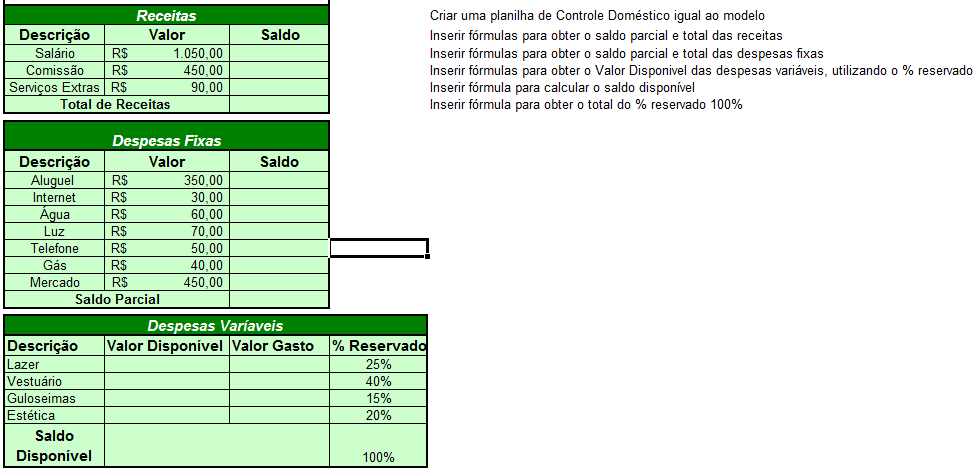 Receitas
Descrição Valor Saldo
Salário R$ 1.050,00
Comissão R$ 450,00
Serviços Extras R$ 90,00
Total de Receitas
Criar uma planilha de Controle Doméstico igual ao modelo
Inserir fórmulas para obter o saldo parcial e total das receitas
Inserir fórmulas para obter o saldo parcial e total das despesas fixas
Inserir fórmulas para obter o Valor Disponivel das despesas variáveis, utilizando o % reservado
Inserir fórmula para calcular o saldo disponível
Inserir fórmula para obter o total do % reservado 100%
Despesas Fixas
Descrição Valor Saldo
Aluguel R$ 350,00
Internet R$ 30,00
Água R$ 60,00
Luz R$ 70,00
Telefone R$ 50,00
Gás R$ 40,00
Mercado R$ 450,00
Saldo Parcial
Despesas Varíaveis
Descrição Valor Disponível Valor Gasto % Reservado
Lazer 25%
Vestuário 40%
Guloseimas 15%
Estética 20%
Saldo
Disponível 100%